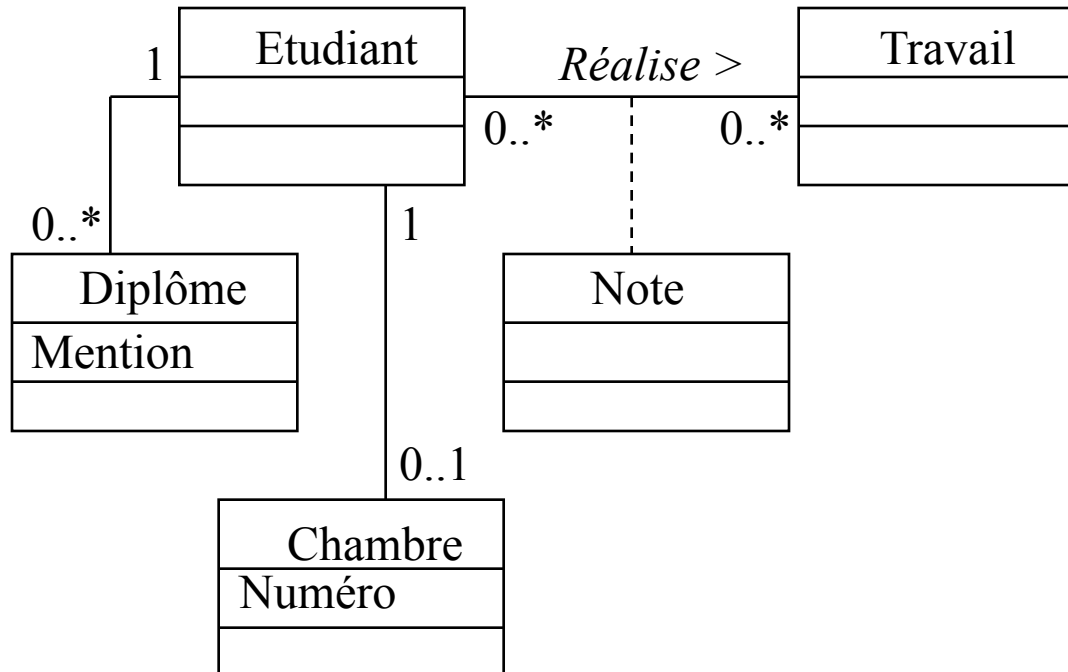 Etudiant
Réalise >
Travail
1
0..*
0..*
0..*
1
Diplôme
Mention
Note
0..1
Chambre
Numéro